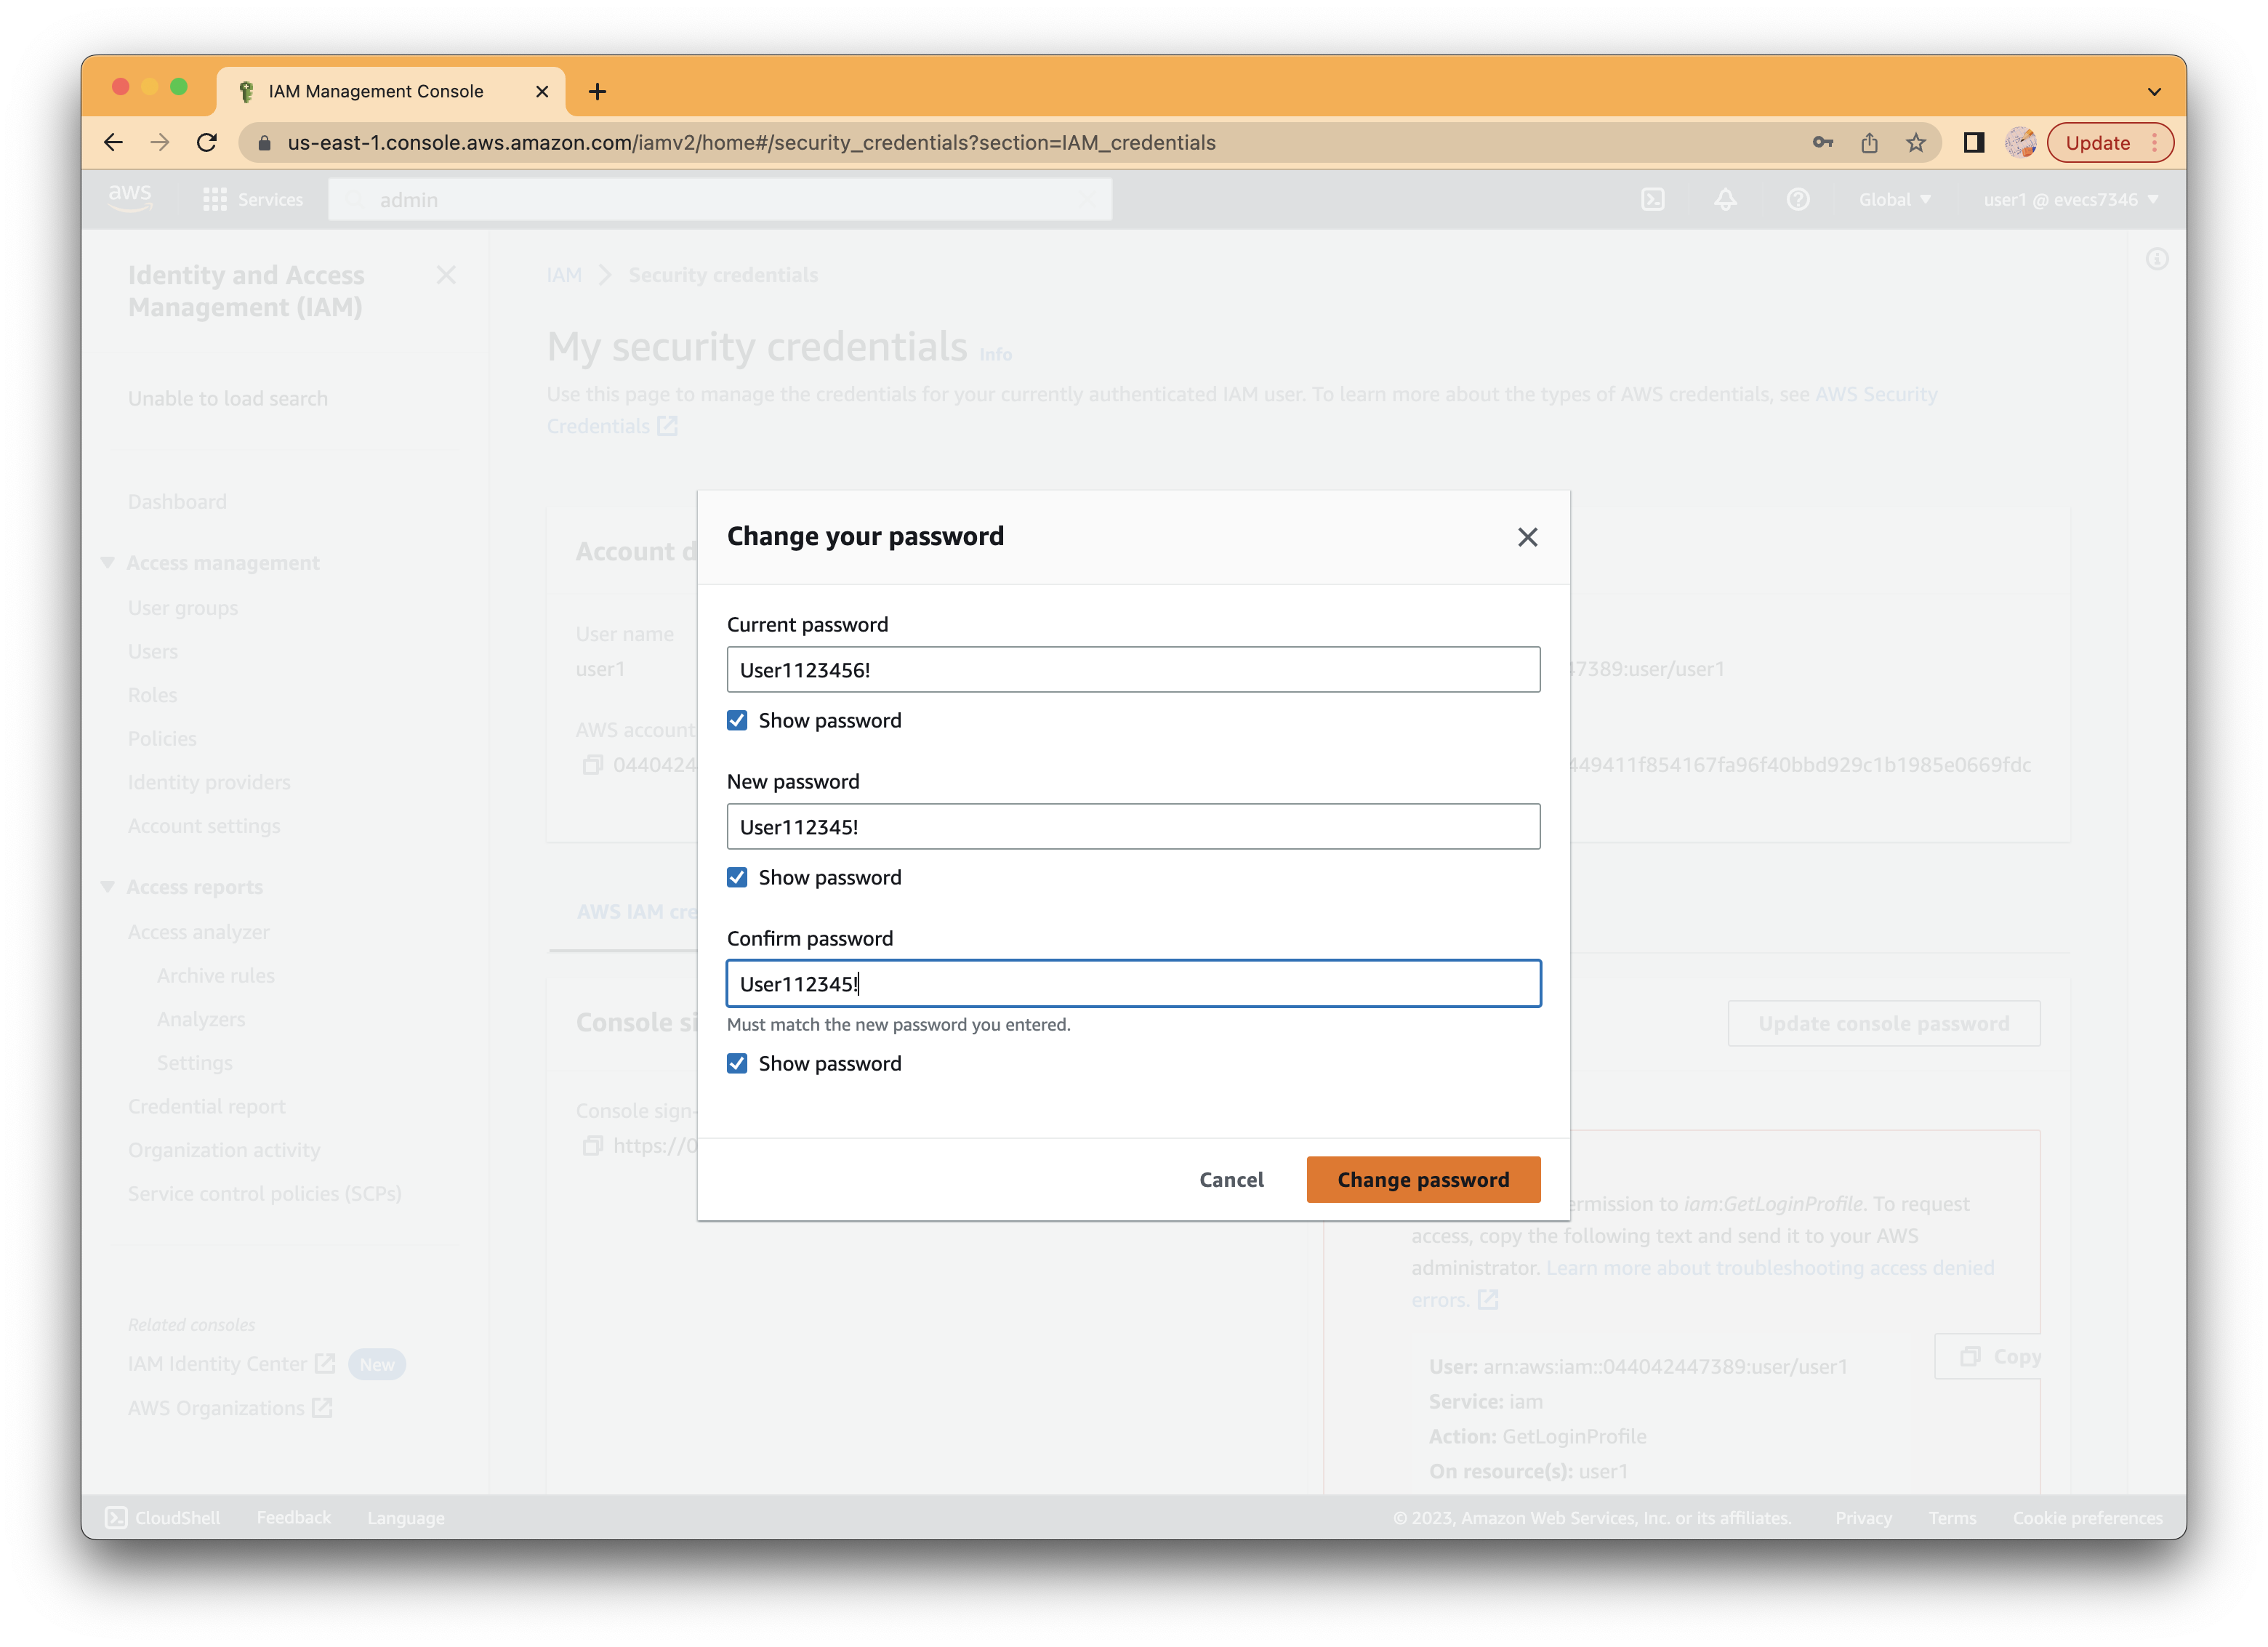 IAM Management Console
us-east-1.console.aws.amazon.com/iamv2/home#/security_credentials?section=IAM_credentials
Update
aws
Services
admin
Global
user1 @ evecs7346
Identity and Access
Management (IAM)
Unable to load search
Dashboard
Access management
User groups
Users
Roles
Policies
Identity providers
Account settings
Access reports
Access analyzer
Archive rules
Analyzers
Settings
Credential report
Organization activity
Service control policies (SCPs)
Related consoles
IAM Identity Center New
AWS Organizations
IAM > Security credentials
My security credentials Info
Use this page to manage the credentials for your currently authenticated IAM user. To learn more about the types of AWS credentials, see AWS Security
Credentials
Account d
User name
user1
47389:user/user1
AWS account
0440424
449411f854167fa96f40bbd929c1b1985e0669fdc
AWS IAM cre
Console si
Update console password
Console sign-
https://0
Change your password
Current password
User1123456!
Show password
New password
User112345!
Show password
Confirm password
User112345!
Must match the new password you entered.
Show password
Cancel
Change password
ermission to iam:GetLoginProfile. To request
access, copy the following text and send it to your AWS
administrator. Learn more about troubleshooting access denied
errors.
Copy
User: arn:aws:iam::044042447389:user/user1
Service: iam
Action: GetLoginProfile
On resource(s): user1
CloudShell
Feedback
Language
© 2023, Amazon Web Services, Inc. or its affiliates.
Privacy
Terms
Cookie preferences